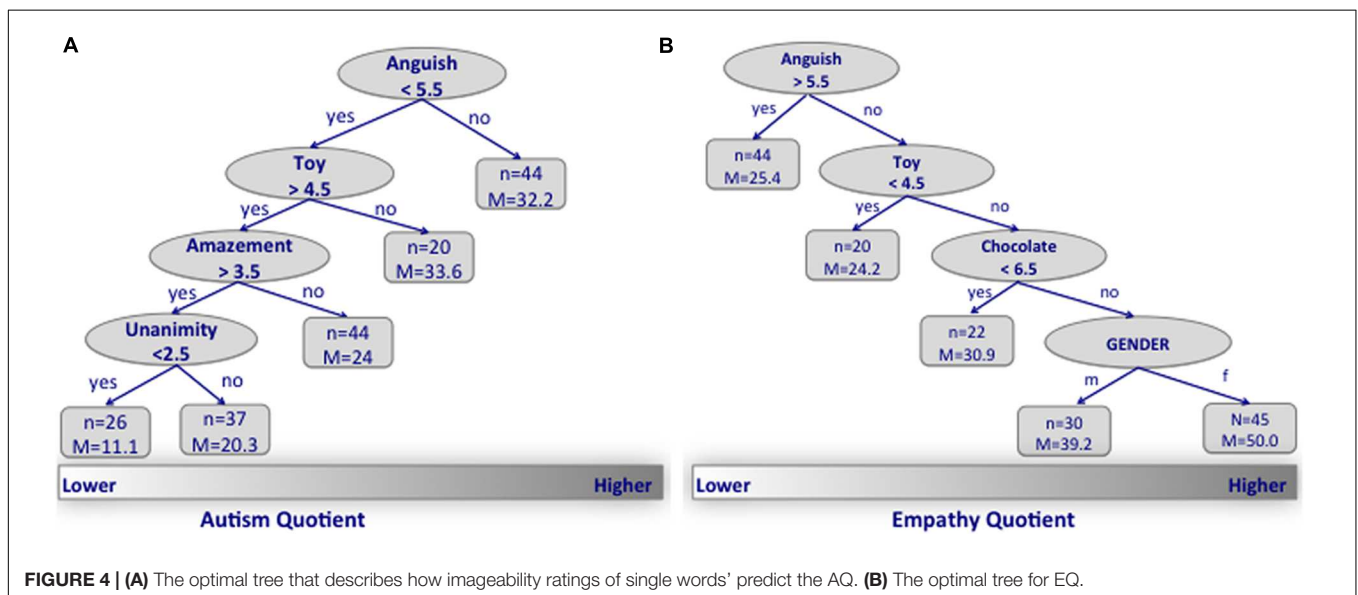 A
Anguish
< 5.5
yes
no
Toy
> 4.5
n=44
M=32.2
yes
no
Amazement
> 3.5
n=20
M=33.6
yes
no
Unanimity
<2.5
n=44
M=24
yes
no
n=26
M=11.1
n=37
M=20.3
Lower
Higher
Autism Quotient
B
Anguish
> 5.5
yes
no
n=44
M=25.4
Toy
< 4.5
yes
no
n=20
M=24.2
Chocolate
< 6.5
yes
no
n=22
M=30.9
GENDER
m
f
n=30
M=39.2
N=45
M=50.0
Lower
Higher
Empathy Quotient
FIGURE 4 | (A) The optimal tree that describes how imageability ratings of single words’ predict the AQ. (B) The optimal tree for EQ.